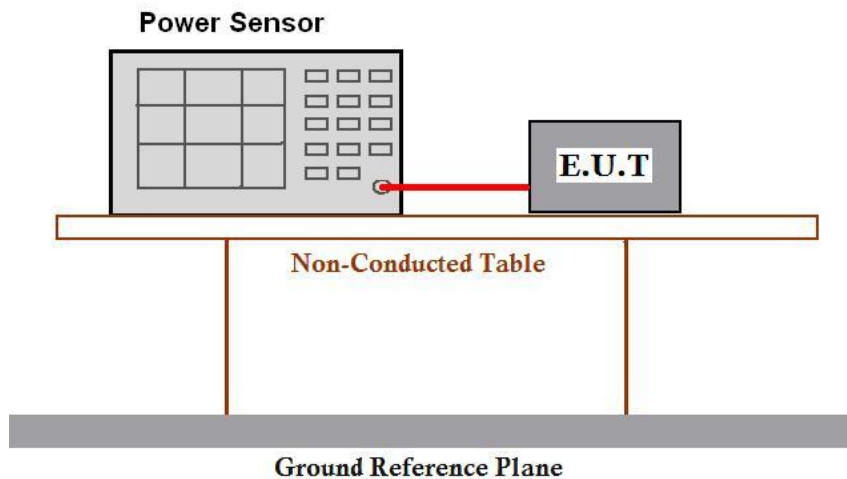 Power Sensor
E.U.T
Non-Conducted Table
Ground Reference Plane